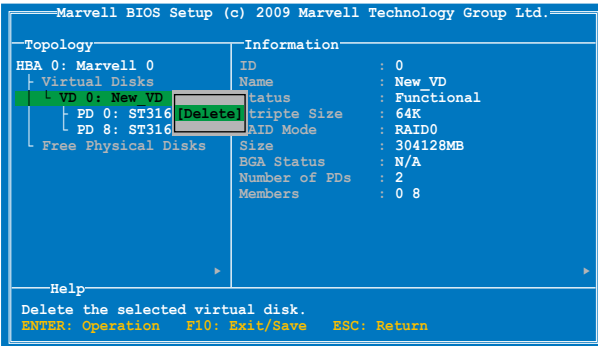 Marvell BIOS Setup (c) 2009 Marvell Technology Group Ltd.
Topology
HBA 0: Marvell 0
Virtual Disks
VD 0: New_VD
PD 0: ST316
PD 8: ST316
Free Physical Disks
[Delete]
Information
ID : 0
Name : New_VD
tatus : Functional
tripte Size : 64K
AID Mode : RAID0
Size : 304128MB
BGA Status : N/A
Number of PDs : 2
Members : 0 8
Help
Delete the selected virtual disk.
ENTER: Operation F10: Exit/Save ESC: Return